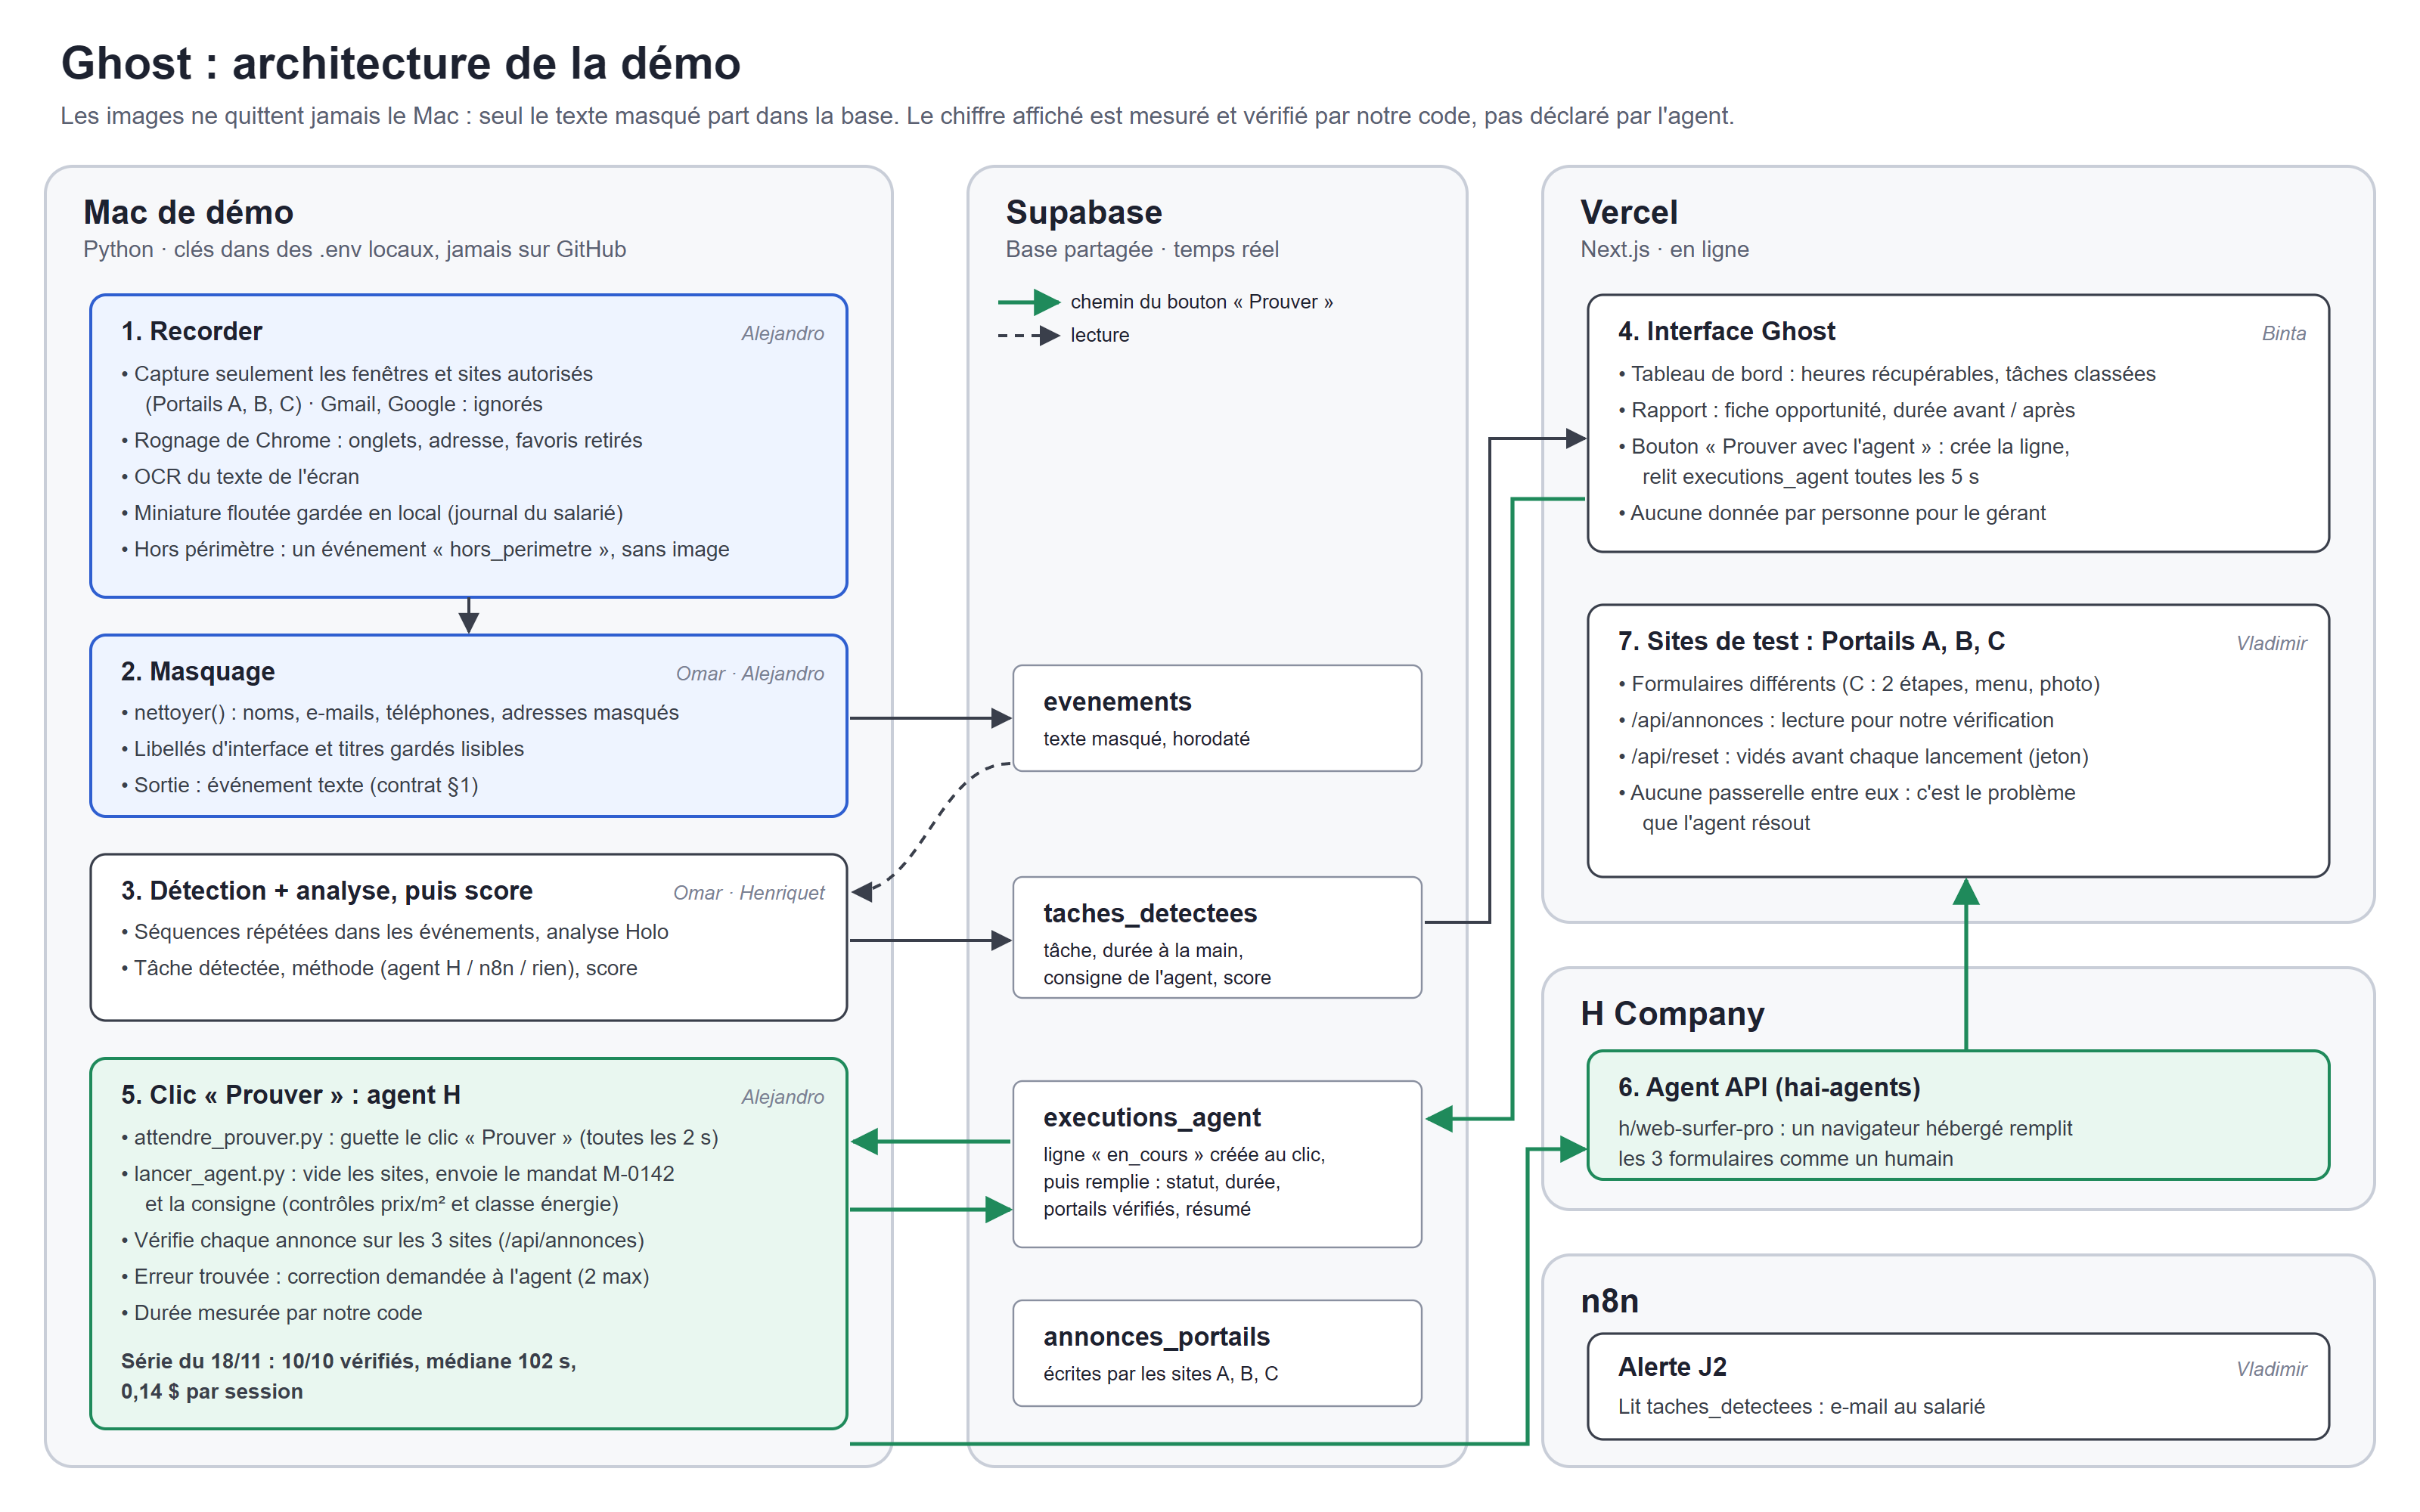 Ghost : architecture de la démo
Les images ne quittent jamais le Mac : seul le texte masqué part dans la base. Le chiffre affiché est mesuré et vérifié par notre code, pas déclaré par l'agent.
Mac de démo
Python · clés dans des .env locaux, jamais sur GitHub
1. Recorder
Alejandro
• Capture seulement les fenêtres et sites autorisés
(Portails A, B, C) · Gmail, Google : ignorés
• Rognage de Chrome : onglets, adresse, favoris retirés
• OCR du texte de l'écran
• Miniature floutée gardée en local (journal du salarié)
• Hors périmètre : un événement « hors_perimetre », sans image
2. Masquage
Omar · Alejandro
• nettoyer() : noms, e-mails, téléphones, adresses masqués
• Libellés d'interface et titres gardés lisibles
• Sortie : événement texte (contrat §1)
3. Détection + analyse, puis score
Omar · Henriquet
• Séquences répétées dans les événements, analyse Holo
• Tâche détectée, méthode (agent H / n8n / rien), score
5. Clic « Prouver » : agent H
Alejandro
• attendre_prouver.py : guette le clic « Prouver » (toutes les 2 s)
• lancer_agent.py : vide les sites, envoie le mandat M-0142
et la consigne (contrôles prix/m² et classe énergie)
• Vérifie chaque annonce sur les 3 sites (/api/annonces)
• Erreur trouvée : correction demandée à l'agent (2 max)
• Durée mesurée par notre code
Série du 18/11 : 10/10 vérifiés, médiane 102 s,
0,14 $ par session
Supabase
Base partagée · temps réel
chemin du bouton « Prouver »
lecture
evenements
texte masqué, horodaté
taches_detectees
tâche, durée à la main,
consigne de l'agent, score
executions_agent
ligne « en_cours » créée au clic,
puis remplie : statut, durée,
portails vérifiés, résumé
annonces_portails
écrites par les sites A, B, C
Vercel
Next.js · en ligne
4. Interface Ghost
Binta
• Tableau de bord : heures récupérables, tâches classées
• Rapport : fiche opportunité, durée avant / après
• Bouton « Prouver avec l'agent » : crée la ligne,
relit executions_agent toutes les 5 s
• Aucune donnée par personne pour le gérant
7. Sites de test : Portails A, B, C
Vladimir
• Formulaires différents (C : 2 étapes, menu, photo)
• /api/annonces : lecture pour notre vérification
• /api/reset : vidés avant chaque lancement (jeton)
• Aucune passerelle entre eux : c'est le problème
que l'agent résout
H Company
6. Agent API (hai-agents)
h/web-surfer-pro : un navigateur hébergé remplit
les 3 formulaires comme un humain
n8n
Alerte J2
Vladimir
Lit taches_detectees : e-mail au salarié